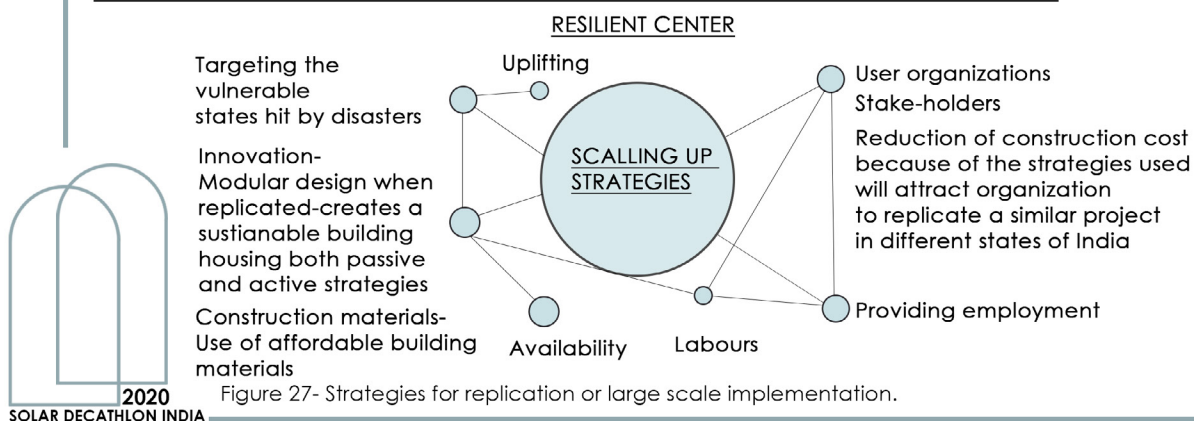 RESILIENT CENTER
Targeting the
vulnerable
states hit by disasters
Uplifting
Innovation-
Modular design when
replicated-creates a
sustianable building
housing both passive
and active strategies
Construction materials-
Use of affordable building
materials
Availability
SCALLING UP
STRATEGIES
Labours
User organizations
Stake-holders
Reduction of construction cost
because of the strategies used
will attract organization
to replicate a similar project
in different states of India
Providing employment
Figure 27- Strategies for replication or large scale implementation.
2020
SOLAR DECATHLON INDIA